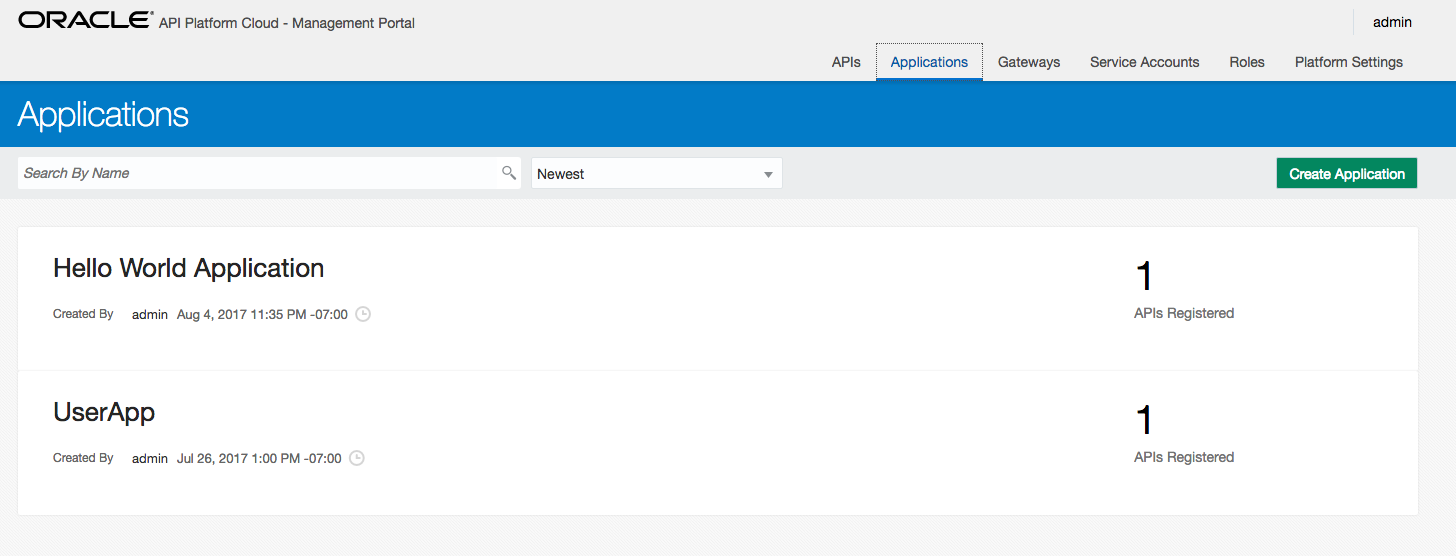 ORACLE API Platform Cloud - Management Portal
admin
APIs Applications Gateways Service Accounts Roles Platform Settings
Applications
Search By Name Newest Create Application
Hello World Application
1
Created By admin Aug 4, 2017 11:35 PM -07:00
APIs Registered
UserApp
1
Created By admin Jul 26, 2017 1:00 PM -07:00
APIs Registered